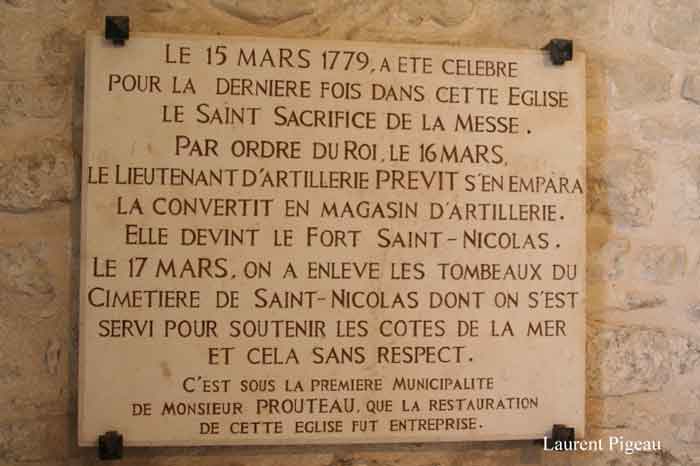 LE 15 MARS 1779, A ETE CELEBRE
POUR LA DERNIERE FOIS DANS CETTE EGLISE
LE SAINT SACRIFICE DE LA MESSE.
PAR ORDRE DU ROI, LE 16 MARS,
LE LIEUTENANT D'ARTILLERIE PREVIT S'EN EMPARA
LA CONVERTIT EN MAGASIN D'ARTILLERIE.
ELLE DEVINT LE FORT SAINT-NICOLAS.
LE 17 MARS, ON A ENLEVE LES TOMBEAUX DU
CIMETIERE DE SAINT-NICOLAS DONT ON S'EST
SERVI POUR SOUTENIR LES COTES DE LA MER
ET CELA SANS RESPECT.
C'EST SOUS LA PREMIERE MUNICIPALITE
DE MONSIEUR PROUTEAU, QUE LA RESTAURATION
DE CETTE EGLISE FUT ENTREPRISE.
Laurent Pigeau